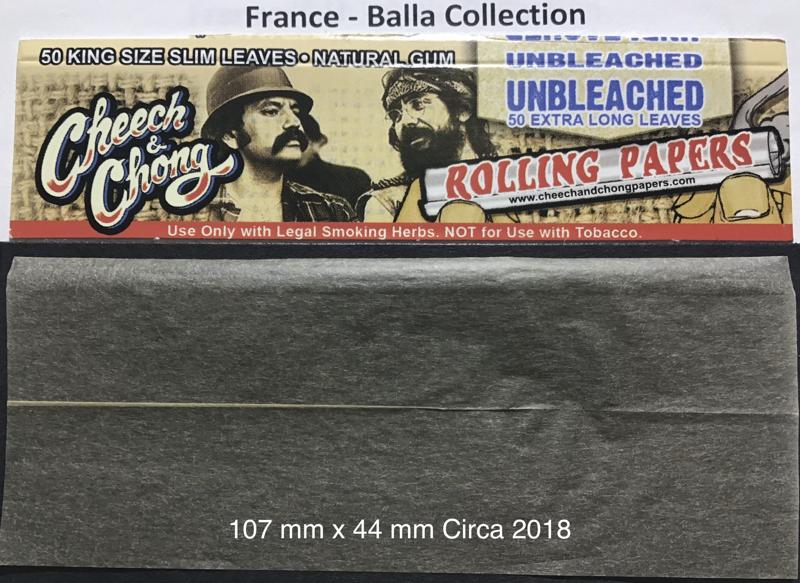 France - Balla Collection
50 KING SIZE SLIM LEAVES • NATURAL GUM
UNBLEACHED
UNBLEACHED
50 EXTRA LONG LEAVES
Cheech
&
Chong
ROLLING PAPERS
www.cheechandchongpapers.com
Use Only with Legal Smoking Herbs. NOT for Use with Tobacco.
107 mm x 44 mm Circa 2018